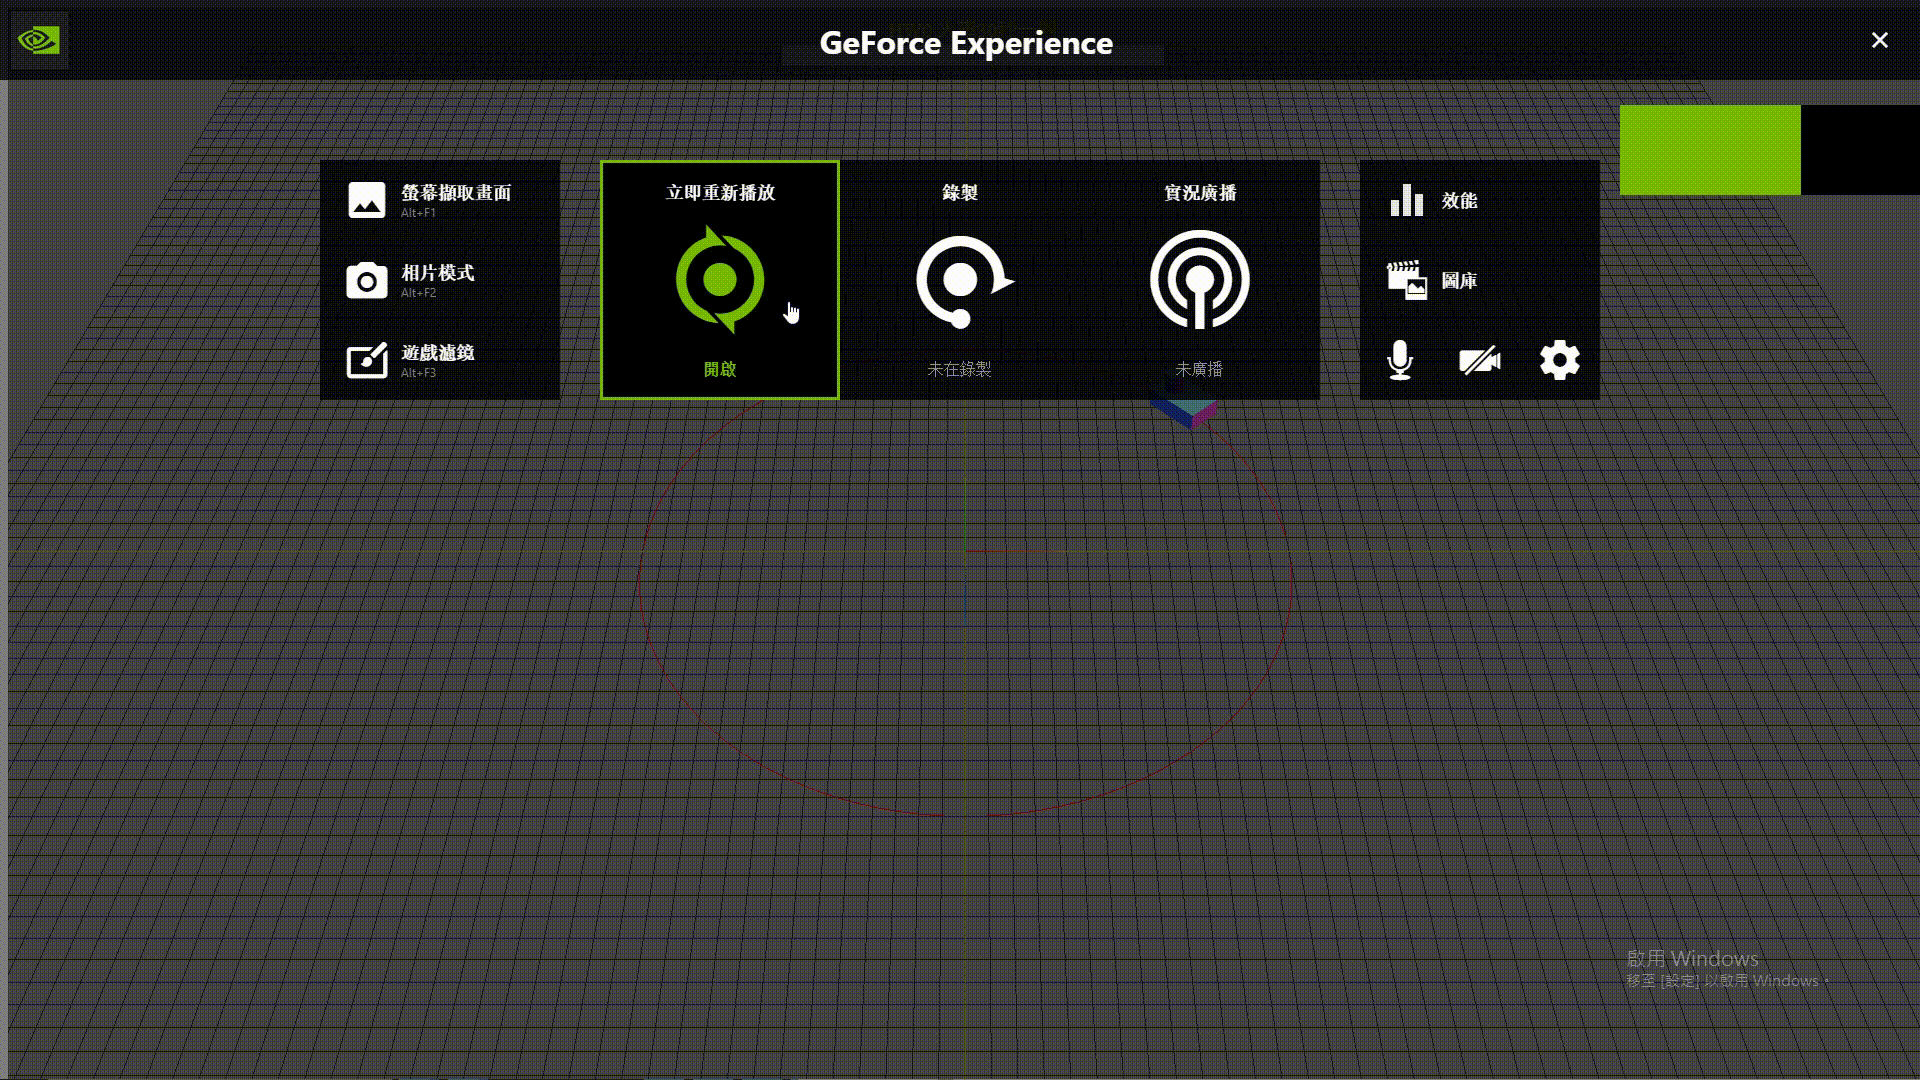 GeForce Experience
螢幕擷取畫面
Alt+F1
相片模式
Alt+F2
遊戲濾鏡
Alt+F3
立即重新播放
開啟
錄製
未在錄製
實況廣播
未廣播
效能
圖庫
啟用 Windows
移至 [設定] 以啟用 Windows。